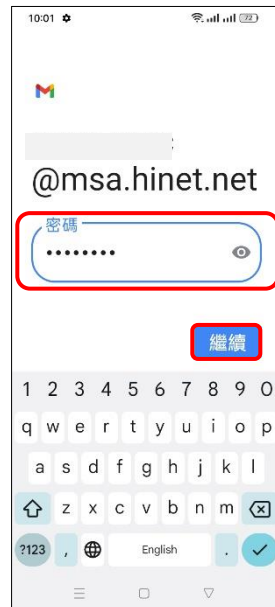 10:01
72
@msa.hinet.net
密碼
••••••••
繼續
1 2 3 4 5 6 7 8 9 0
q w e r t y u i o p
a s d f g h j k l
z x c v b n m
?123 , English .